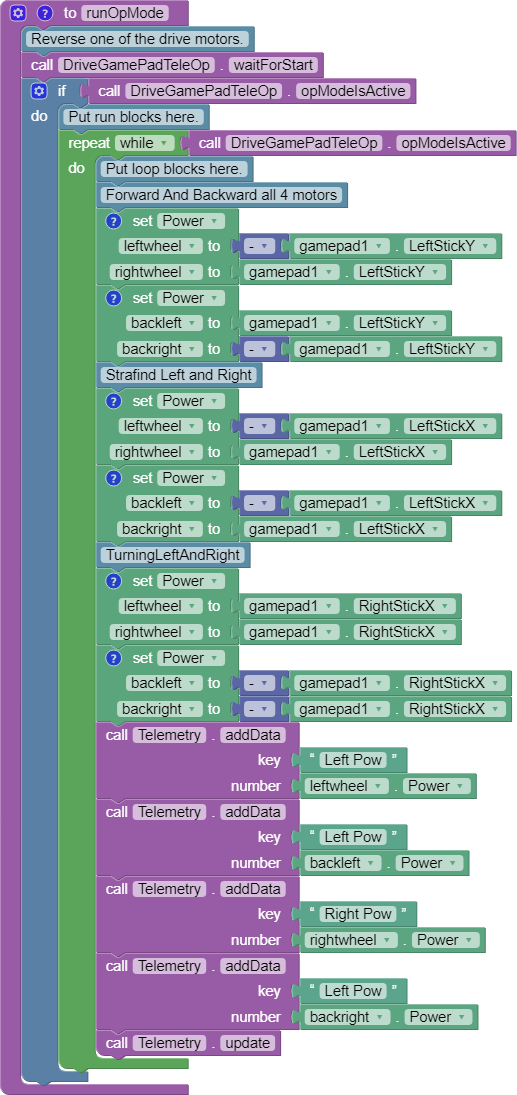 ? to runOpMode
Reverse one of the drive motors.
call DriveGamePadTeleOp . waitForStart
if call DriveGamePadTeleOp . opModeIsActive
do Put run blocks here.
repeat while call DriveGamePadTeleOp . opModeIsActive
do Put loop blocks here.
Forward And Backward all 4 motors
? set Power
leftwheel to - gamepad1 . LeftStickY
rightwheel to gamepad1 . LeftStickY
? set Power
backleft to gamepad1 . LeftStickY
backright to - gamepad1 . LeftStickY
Strafind Left and Right
? set Power
leftwheel to - gamepad1 . LeftStickX
rightwheel to gamepad1 . LeftStickX
? set Power
backleft to - gamepad1 . LeftStickX
backright to gamepad1 . LeftStickX
TurningLeftAndRight
? set Power
leftwheel to gamepad1 . RightStickX
rightwheel to gamepad1 . RightStickX
? set Power
backleft to - gamepad1 . RightStickX
backright to - gamepad1 . RightStickX
call Telemetry . addData
key “ Left Pow ”
number leftwheel . Power
call Telemetry . addData
key “ Left Pow ”
number backleft . Power
call Telemetry . addData
key “ Right Pow ”
number rightwheel . Power
call Telemetry . addData
key “ Left Pow ”
number backright . Power
call Telemetry . update